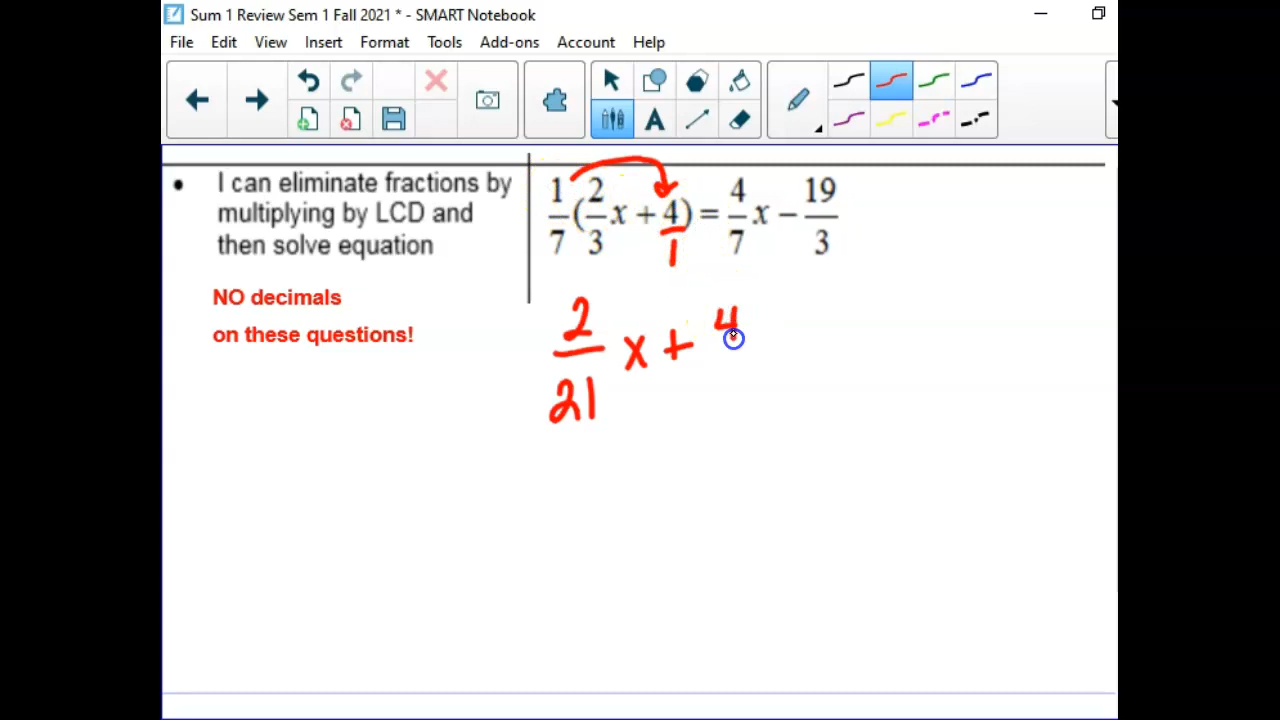 Sum 1 Review Sem 1 Fall 2021 * - SMART Notebook
File Edit View Insert Format Tools Add-ons Account Help
A
• I can eliminate fractions by
multiplying by LCD and
then solve equation
1/7(2/3x + 4) = 4/7x − 19/3
1
NO decimals
on these questions!
2/21 x + 4